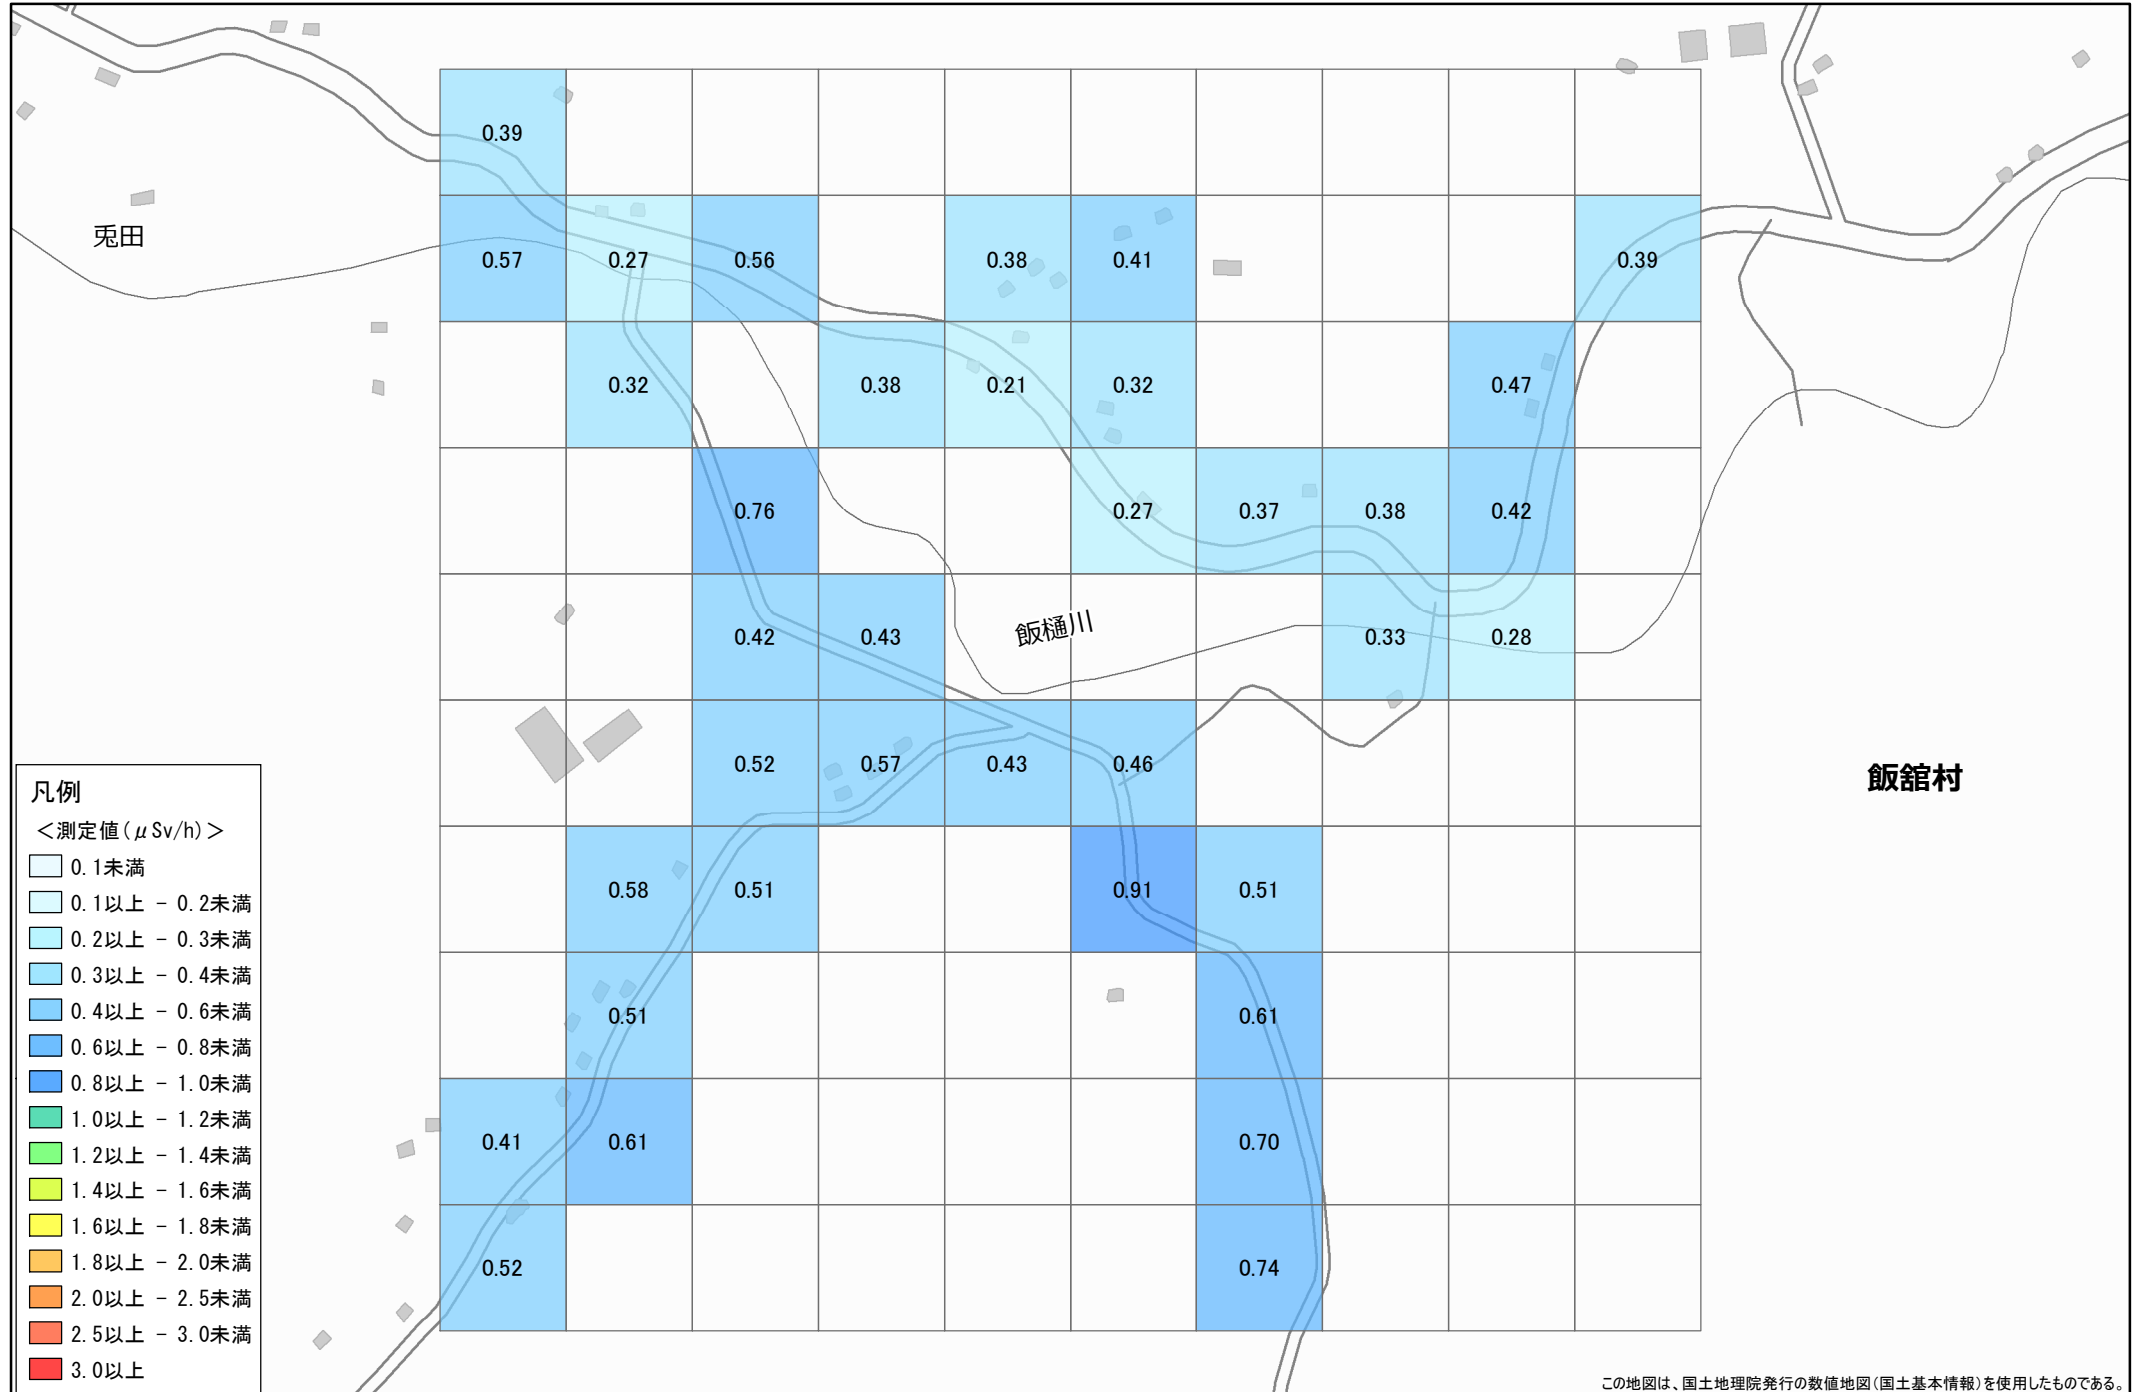 0.39
兎田
0.57 0.27 0.56 0.38 0.41 0.39
0.32 0.38 0.21 0.32 0.47
0.76 0.27 0.37 0.38 0.42
0.42 0.43 飯樋川 0.33 0.28
0.52 0.57 0.43 0.46
飯舘村
0.58 0.51 0.91 0.51
0.51 0.61
0.41 0.61 0.70
0.52 0.74
凡例
＜測定値(μSv/h)＞
0.1未満
0.1以上 - 0.2未満
0.2以上 - 0.3未満
0.3以上 - 0.4未満
0.4以上 - 0.6未満
0.6以上 - 0.8未満
0.8以上 - 1.0未満
1.0以上 - 1.2未満
1.2以上 - 1.4未満
1.4以上 - 1.6未満
1.6以上 - 1.8未満
1.8以上 - 2.0未満
2.0以上 - 2.5未満
2.5以上 - 3.0未満
3.0以上
この地図は、国土地理院発行の数値地図(国土基本情報)を使用したものである。